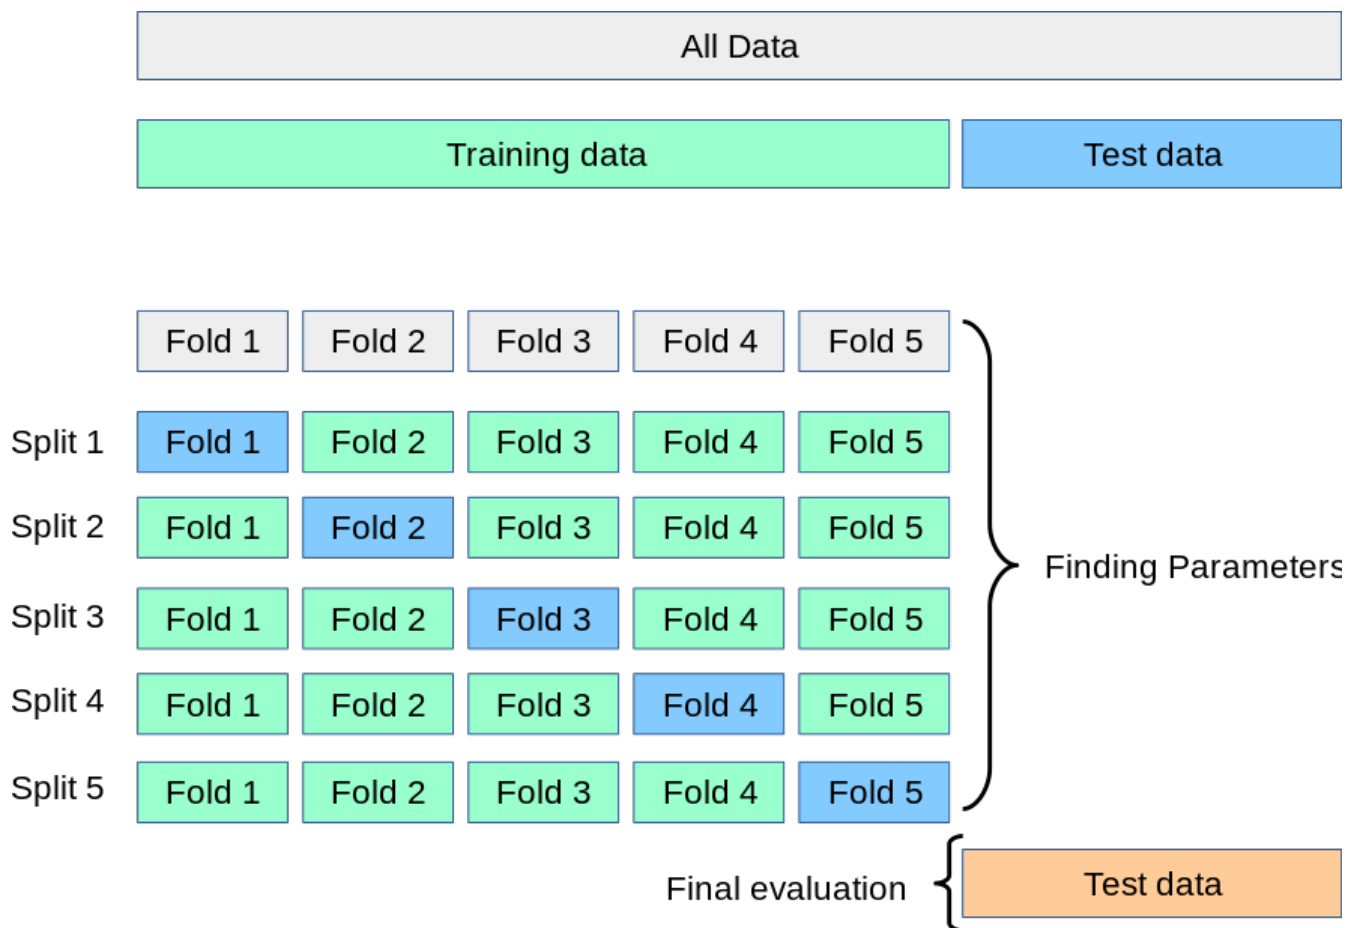 All Data
Training data Test data
Fold 1 Fold 2 Fold 3 Fold 4 Fold 5
Split 1 Fold 1 Fold 2 Fold 3 Fold 4 Fold 5
Split 2 Fold 1 Fold 2 Fold 3 Fold 4 Fold 5
Finding Parameters
Split 3 Fold 1 Fold 2 Fold 3 Fold 4 Fold 5
Split 4 Fold 1 Fold 2 Fold 3 Fold 4 Fold 5
Split 5 Fold 1 Fold 2 Fold 3 Fold 4 Fold 5
Final evaluation Test data